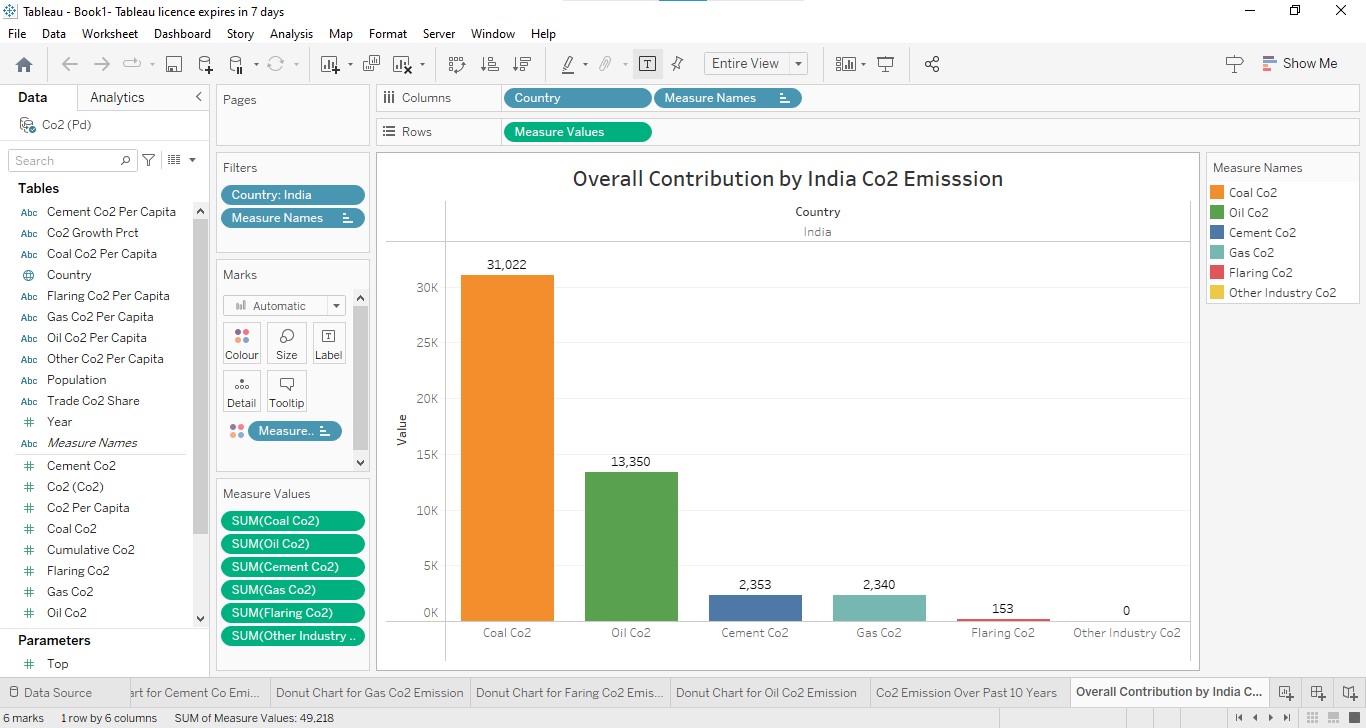 Tableau - Book1- Tableau licence expires in 7 days
File Data Worksheet Dashboard Story Analysis Map Format Server Window Help
Entire View
Show Me
Data Analytics
Co2 (Pd)
Search
Tables
Abc Cement Co2 Per Capita
Abc Co2 Growth Prct
Abc Coal Co2 Per Capita
Country
Abc Flaring Co2 Per Capita
Abc Gas Co2 Per Capita
Abc Oil Co2 Per Capita
Abc Other Co2 Per Capita
Abc Population
Abc Trade Co2 Share
# Year
Abc Measure Names
# Cement Co2
# Co2 (Co2)
# Co2 Per Capita
# Coal Co2
# Cumulative Co2
# Flaring Co2
# Gas Co2
# Oil Co2
Parameters
# Top
Pages
Filters
Country: India
Measure Names
Marks
Automatic
Colour Size Label
Detail Tooltip
Measure..
Measure Values
SUM(Coal Co2)
SUM(Oil Co2)
SUM(Cement Co2)
SUM(Gas Co2)
SUM(Flaring Co2)
SUM(Other Industry ..
Columns Country Measure Names
Rows Measure Values
Overall Contribution by India Co2 Emisssion
Country
India
Value
30K
25K
20K
15K
10K
5K
0K
31,022
13,350
2,353
2,340
153
0
Coal Co2 Oil Co2 Cement Co2 Gas Co2 Flaring Co2 Other Industry Co2
Measure Names
Coal Co2
Oil Co2
Cement Co2
Gas Co2
Flaring Co2
Other Industry Co2
Data Source art for Cement Co Emi... Donut Chart for Gas Co2 Emission Donut Chart for Faring Co2 Emis... Donut Chart for Oil Co2 Emission Co2 Emission Over Past 10 Years Overall Contribution by India C...
6 marks 1 row by 6 columns SUM of Measure Values: 49,218